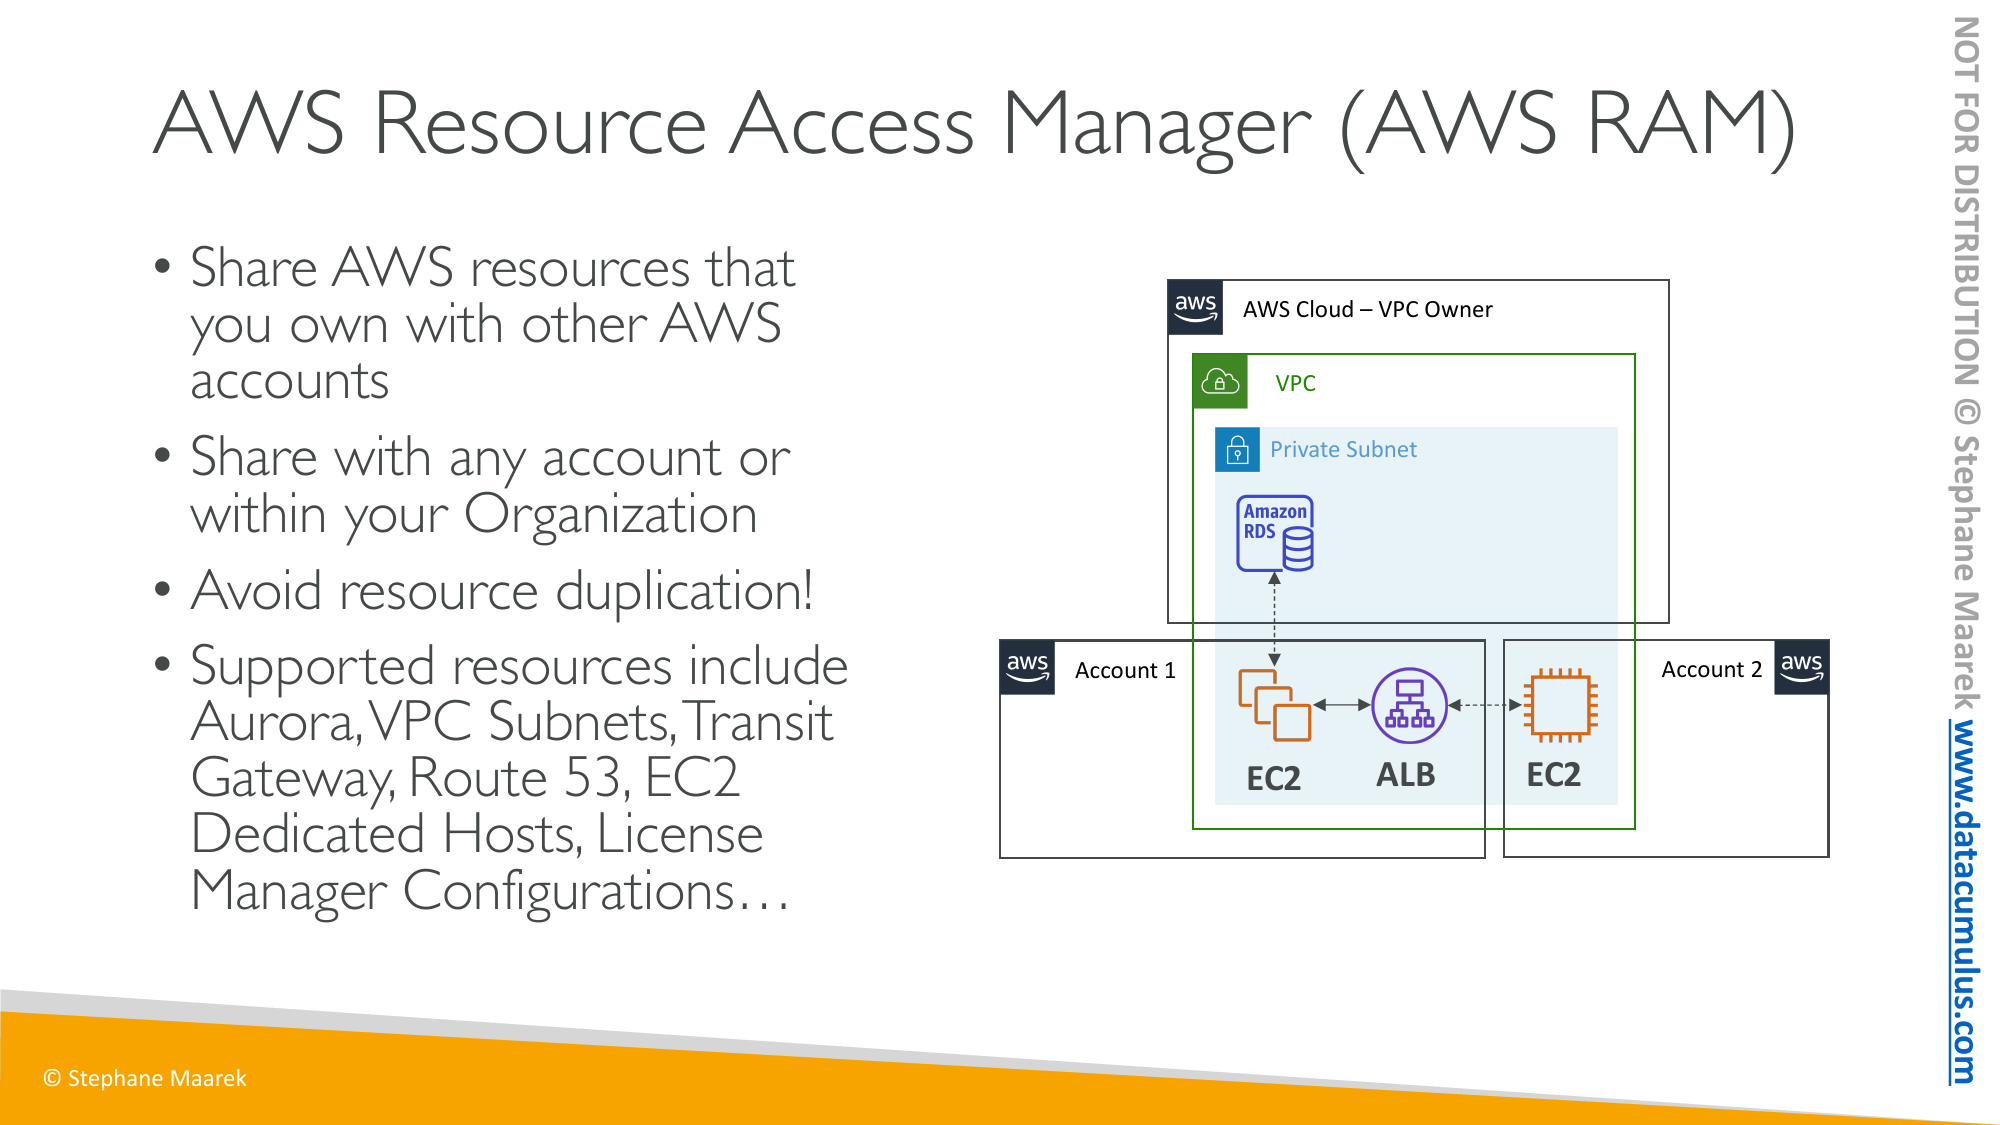 AWS Resource Access Manager (AWS RAM)
• Share AWS resources that
you own with other AWS
accounts
• Share with any account or
within your Organization
• Avoid resource duplication!
• Supported resources include
Aurora, VPC Subnets, Transit
Gateway, Route 53, EC2
Dedicated Hosts, License
Manager Configurations…
aws
AWS Cloud – VPC Owner
VPC
Private Subnet
Amazon
RDS
aws
Account 1
Account 2
aws
EC2
ALB
EC2
© Stephane Maarek
NOT FOR DISTRIBUTION © Stephane Maarek www.datacumulus.com